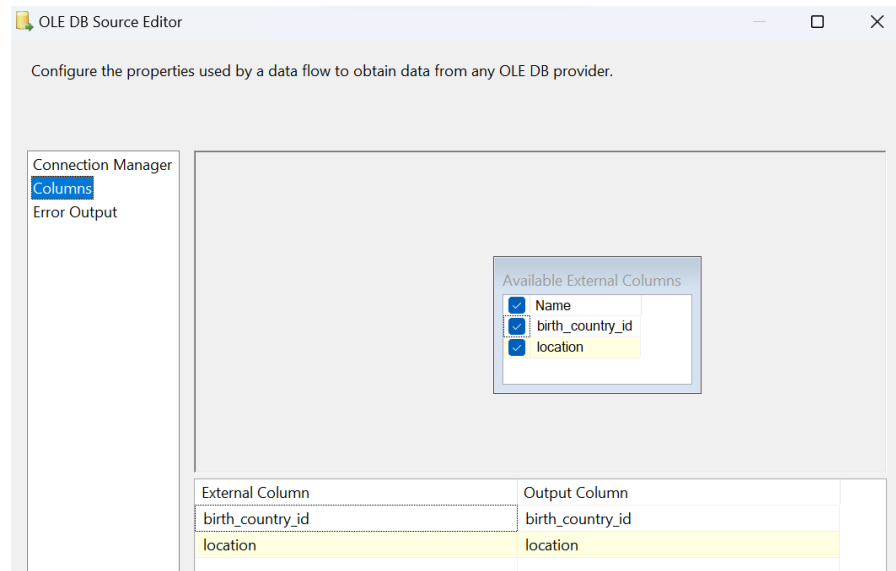 OLE DB Source Editor
Configure the properties used by a data flow to obtain data from any OLE DB provider.
Connection Manager
Columns
Error Output
Available External Columns
Name
birth_country_id
location
External Column Output Column
birth_country_id birth_country_id
location location